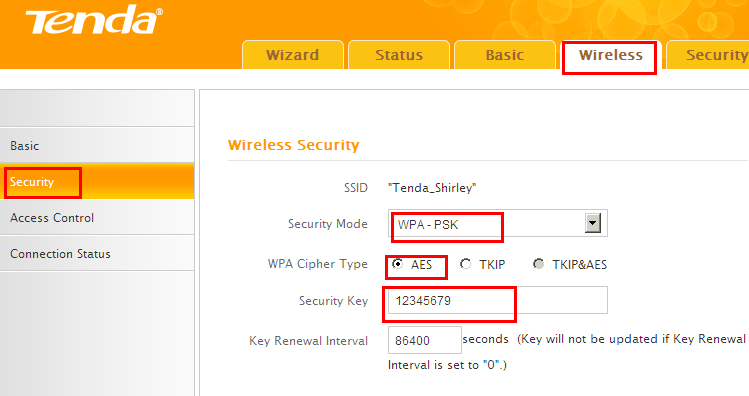 Tenda®
Wizard Status Basic Wireless Security
Basic
Security
Access Control
Connection Status
Wireless Security
SSID "Tenda_Shirley"
Security Mode WPA - PSK
WPA Cipher Type AES TKIP TKIP&AES
Security Key 12345679
Key Renewal Interval 86400 seconds (Key will not be updated if Key Renewal
Interval is set to "0".)